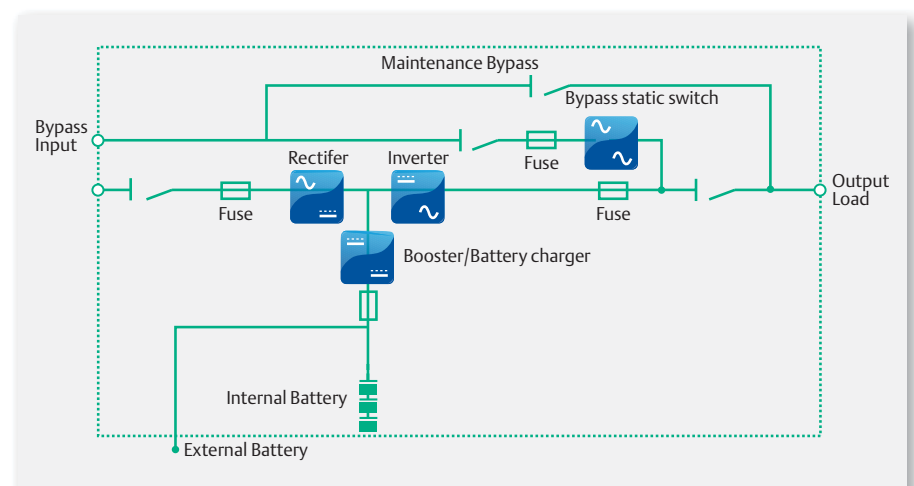 Maintenance Bypass
Bypass static switch
Bypass
Input
Fuse
Rectifer
Inverter
Fuse
Fuse
Output
Load
Booster/Battery charger
Internal Battery
External Battery